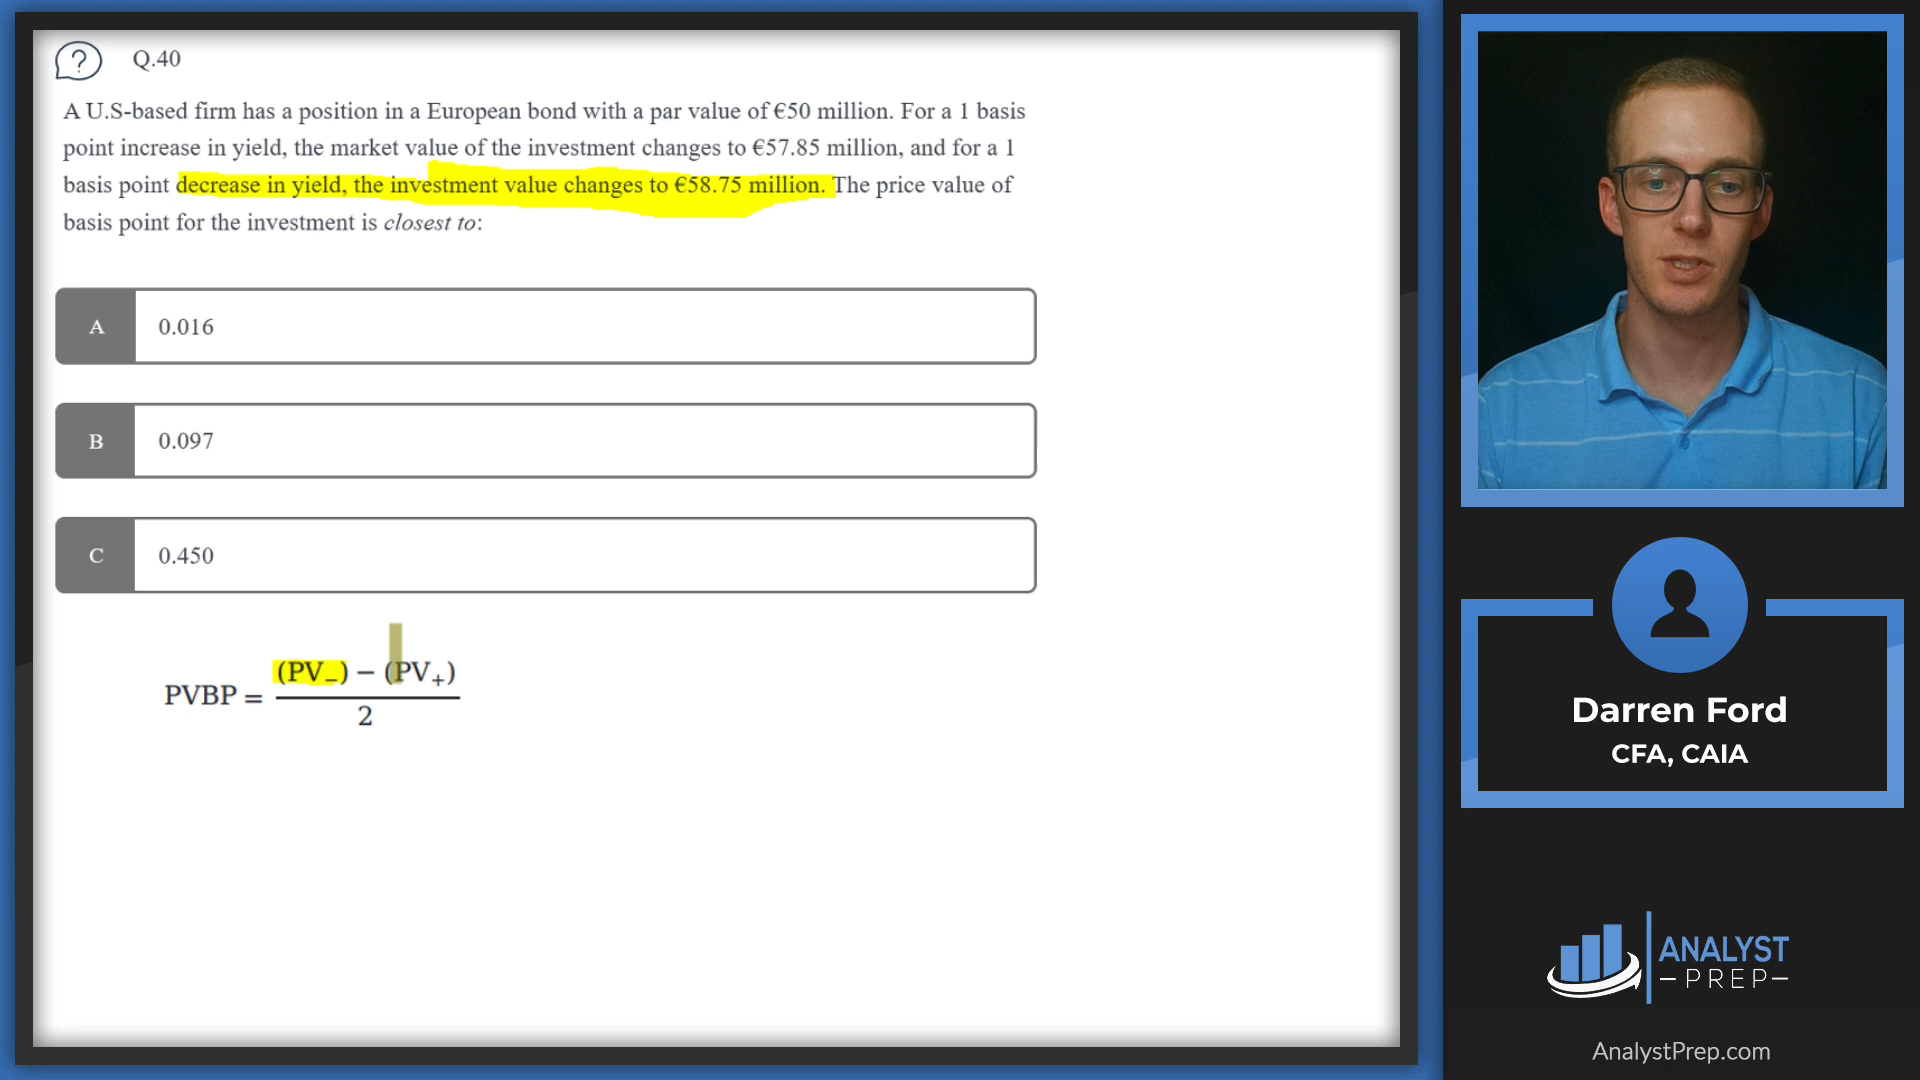 ? Q.40
A U.S-based firm has a position in a European bond with a par value of €50 million. For a 1 basis
point increase in yield, the market value of the investment changes to €57.85 million, and for a 1
basis point decrease in yield, the investment value changes to €58.75 million. The price value of
basis point for the investment is closest to:
A 0.016
B 0.097
C 0.450
PVBP = (PV₋) − (PV₊)
2
Darren Ford
CFA, CAIA
ANALYST
PREP
AnalystPrep.com